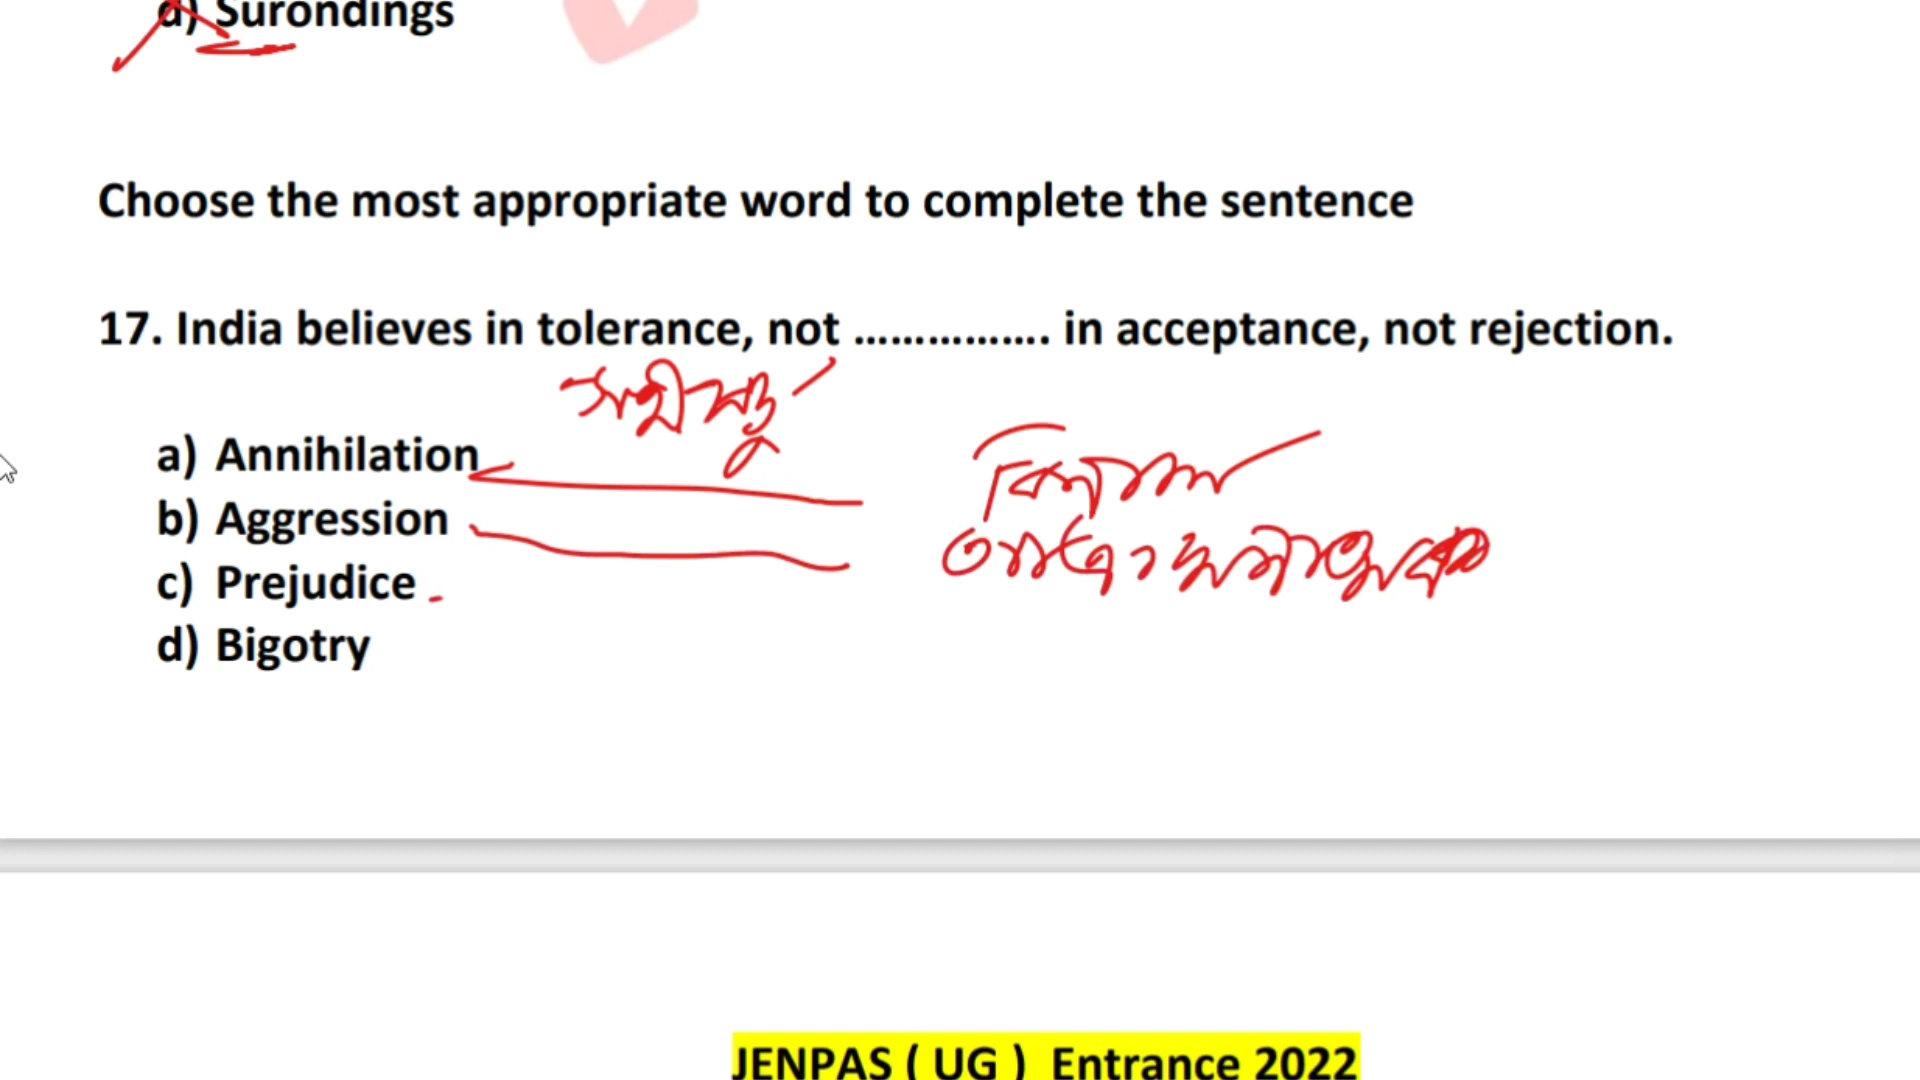 d) Surondings
Choose the most appropriate word to complete the sentence
17. India believes in tolerance, not ................ in acceptance, not rejection.
a) Annihilation
b) Aggression
c) Prejudice
d) Bigotry
JENPAS ( UG ) Entrance 2022